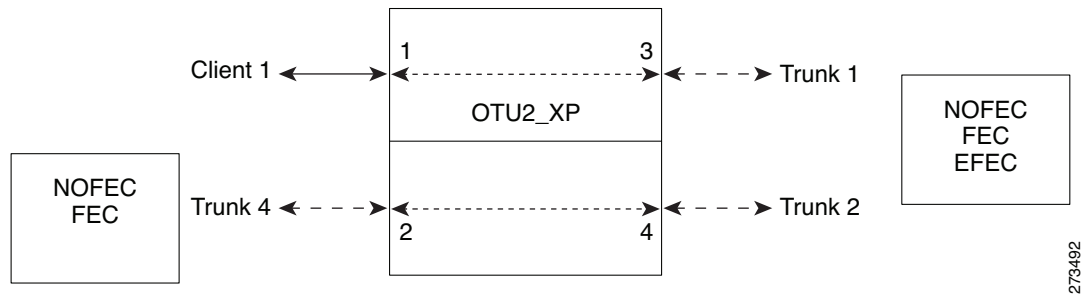 1 3
Client 1 Trunk 1
OTU2_XP
NOFEC
FEC
EFEC
NOFEC
FEC
Trunk 4 Trunk 2
2 4
273492